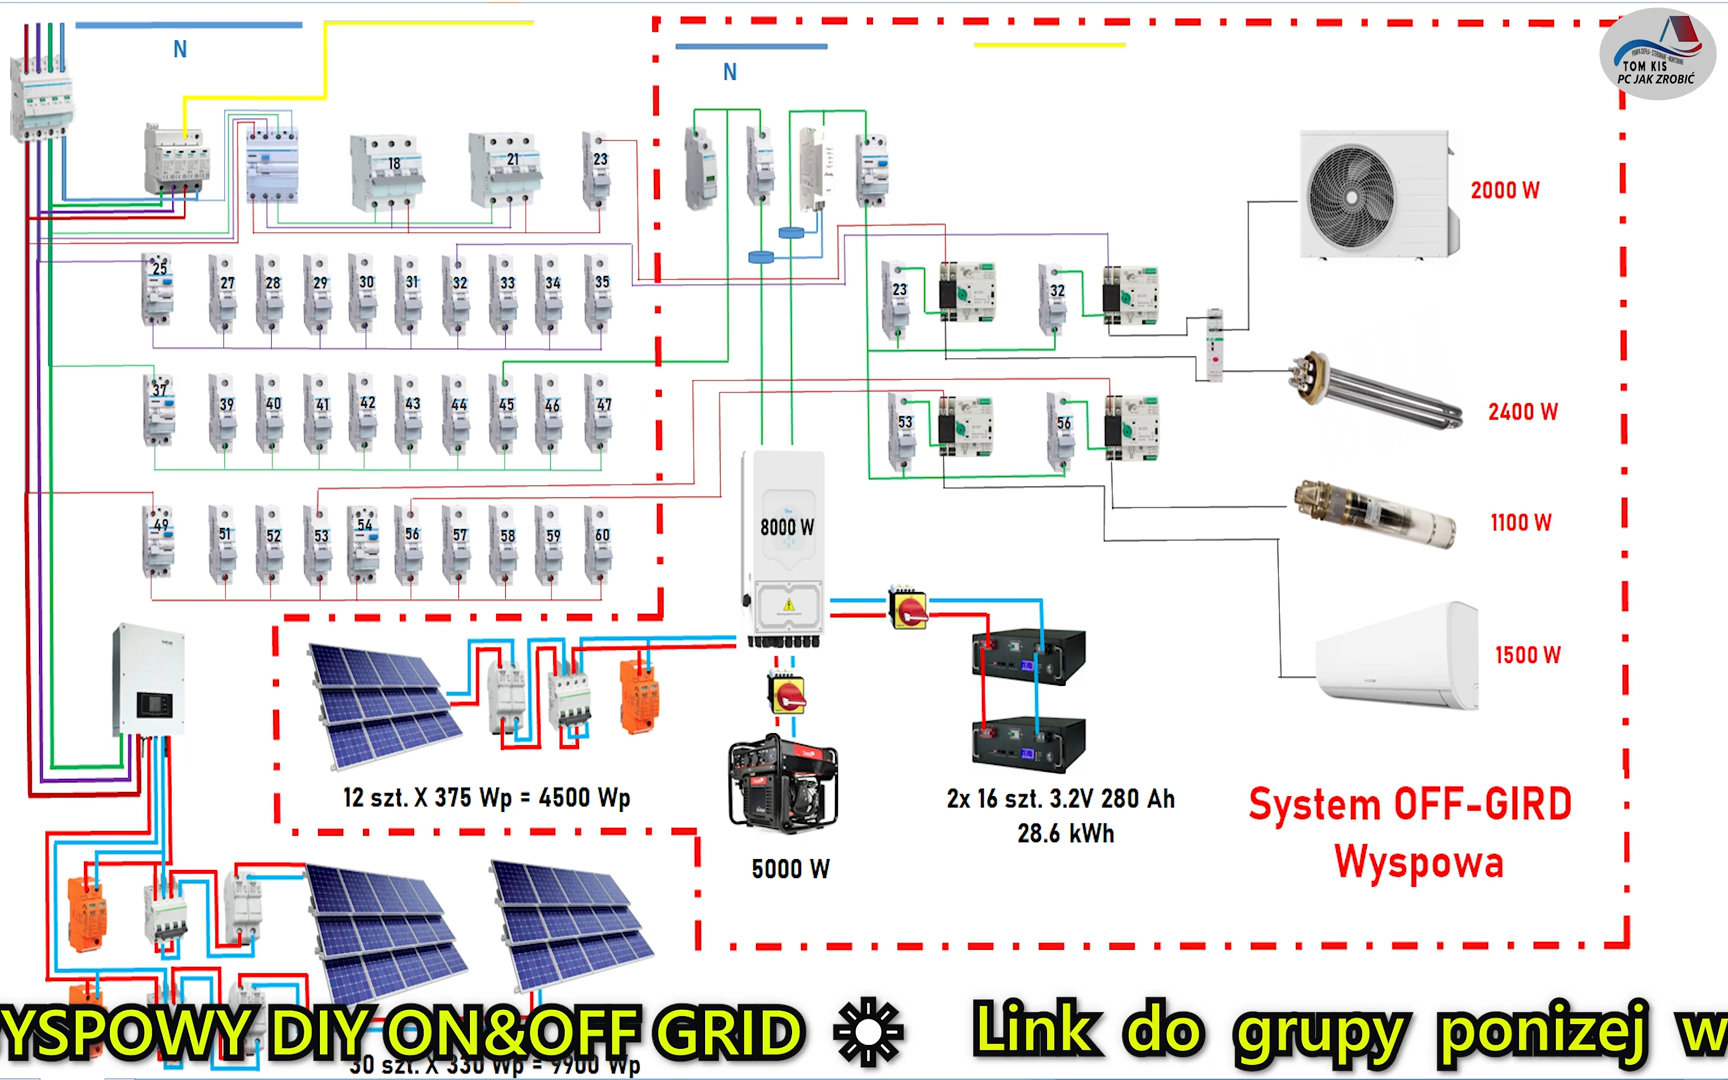 N
N
TOM KIS
PC JAK ZROBIĆ
18
21
23
2000 W
25
27
28
29
30
31
32
33
34
35
23
32
37
39
40
41
42
43
44
45
46
47
53
56
2400 W
49
51
52
53
54
56
57
58
59
60
8000 W
1100 W
1500 W
12 szt. X 375 Wp = 4500 Wp
2x 16 szt. 3.2V 280 Ah
28.6 kWh
5000 W
System OFF-GIRD
Wyspowa
YSPOWY DIY ON&OFF GRID Link do grupy ponizej w
30 szt. X 330 Wp = 9900 Wp